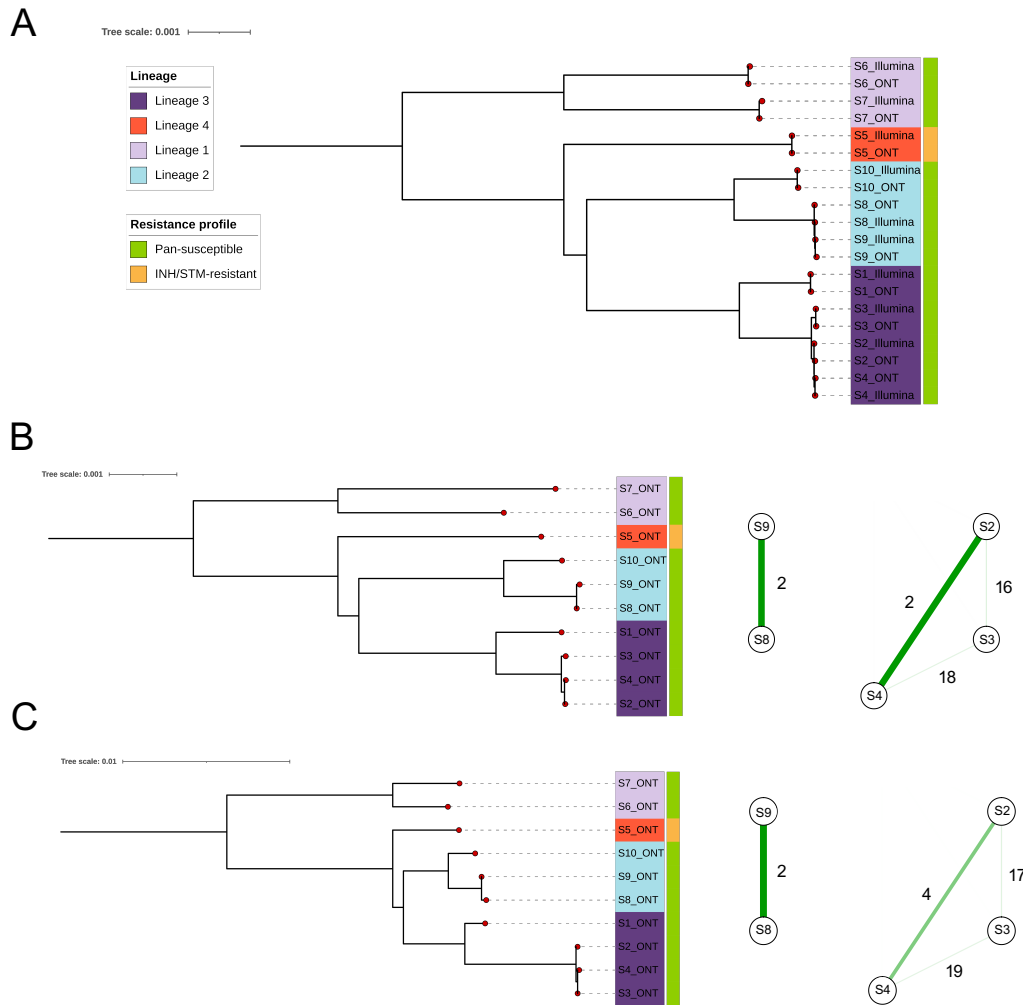 A
Tree scale: 0.001
Lineage
Lineage 3
Lineage 4
Lineage 1
Lineage 2
Resistance profile
Pan-susceptible
INH/STM-resistant
S6_Illumina
S6_ONT
S7_Illumina
S7_ONT
S5_Illumina
S5_ONT
S10_Illumina
S10_ONT
S8_ONT
S8_Illumina
S9_Illumina
S9_ONT
S1_Illumina
S1_ONT
S3_Illumina
S3_ONT
S2_Illumina
S2_ONT
S4_ONT
S4_Illumina
B
Tree scale: 0.001
S7_ONT
S6_ONT
S5_ONT
S10_ONT
S9_ONT
S8_ONT
S1_ONT
S3_ONT
S4_ONT
S2_ONT
S9
2
S8
S2
2
16
S3
18
S4
C
Tree scale: 0.01
S7_ONT
S6_ONT
S5_ONT
S10_ONT
S9_ONT
S8_ONT
S1_ONT
S2_ONT
S4_ONT
S3_ONT
S9
2
S8
S2
4
17
S3
19
S4